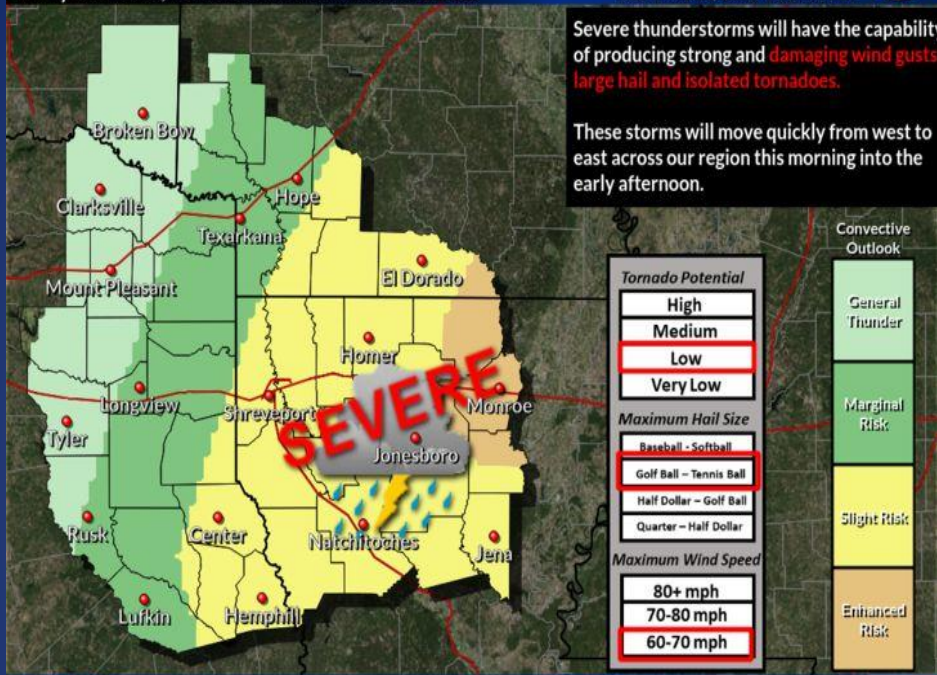 Severe thunderstorms will have the capability
of producing strong and damaging wind gusts
large hail and isolated tornadoes.
These storms will move quickly from west to
east across our region this morning into the
early afternoon.
Broken Bow
Clarksville
Hope
Texarkana
Mount Pleasant
El Dorado
Homer
SEVERE
Longview
Shreveport
Monroe
Tyler
Jonesboro
Rusk
Center
Natchitoches
Jena
Lufkin
Hemphill
Tornado Potential
High
Medium
Low
Very Low
Maximum Hail Size
Baseball - Softball
Golf Ball – Tennis Ball
Half Dollar – Golf Ball
Quarter – Half Dollar
Maximum Wind Speed
80+ mph
70-80 mph
60-70 mph
Convective
Outlook
General
Thunder
Marginal
Risk
Slight Risk
Enhanced
Risk